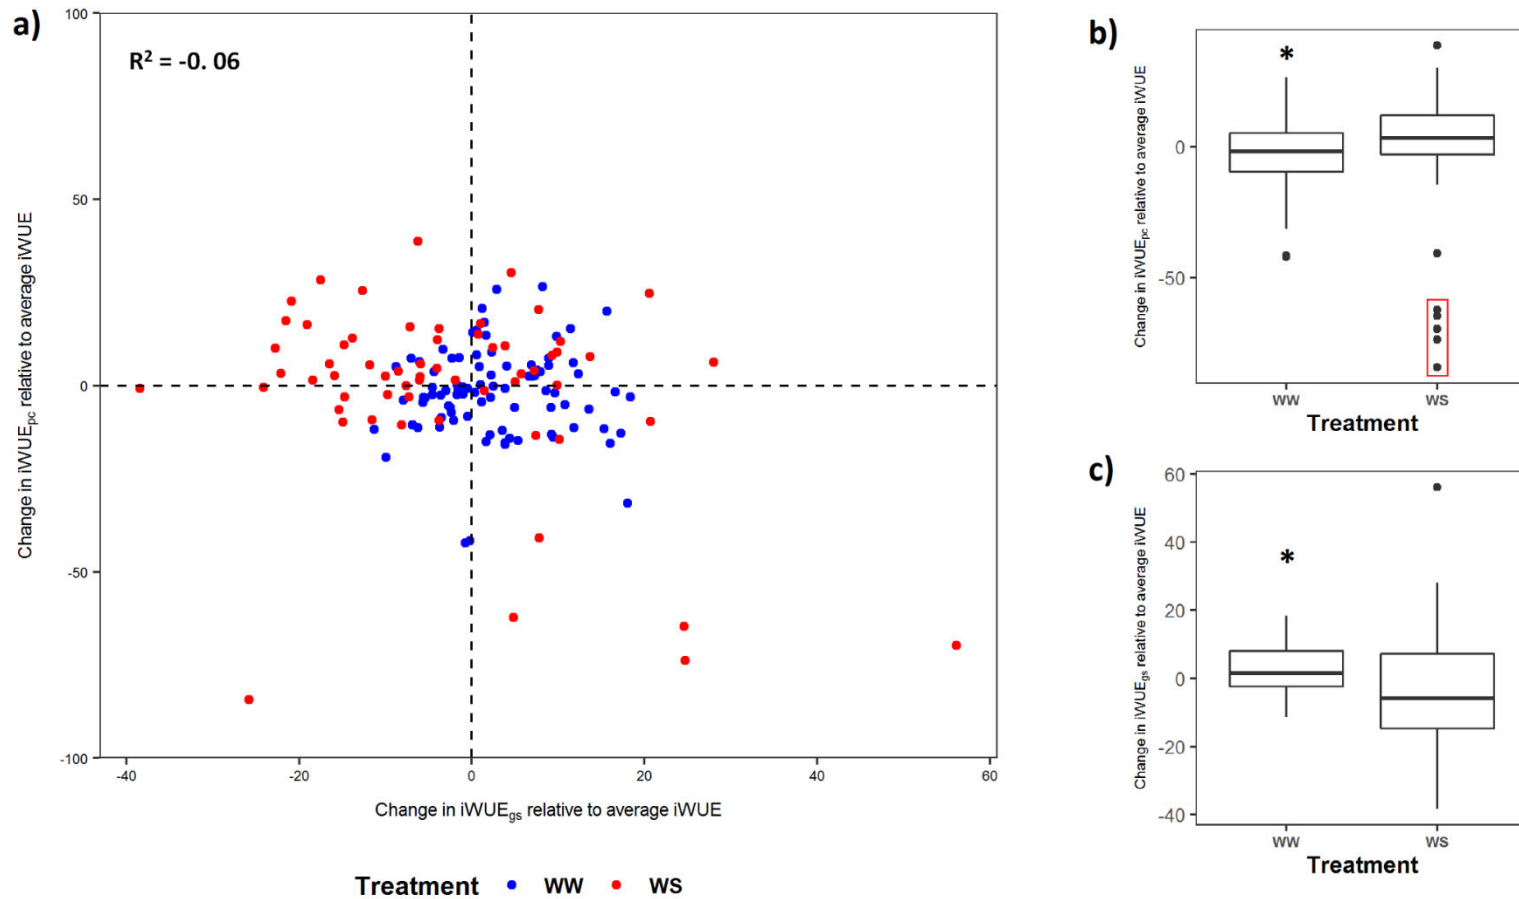 a)
R² = -0. 06
100
50
0
-50
-100
Change in iWUEpc relative to average iWUE
-40
-20
0
20
40
60
Change in iWUEgs relative to average iWUE
Treatment WW WS
b)
*
0
-50
Change in iWUEpc relative to average iWUE
WW
WS
Treatment
c)
*
60
40
20
0
-20
-40
Change in iWUEgs relative to average iWUE
WW
WS
Treatment